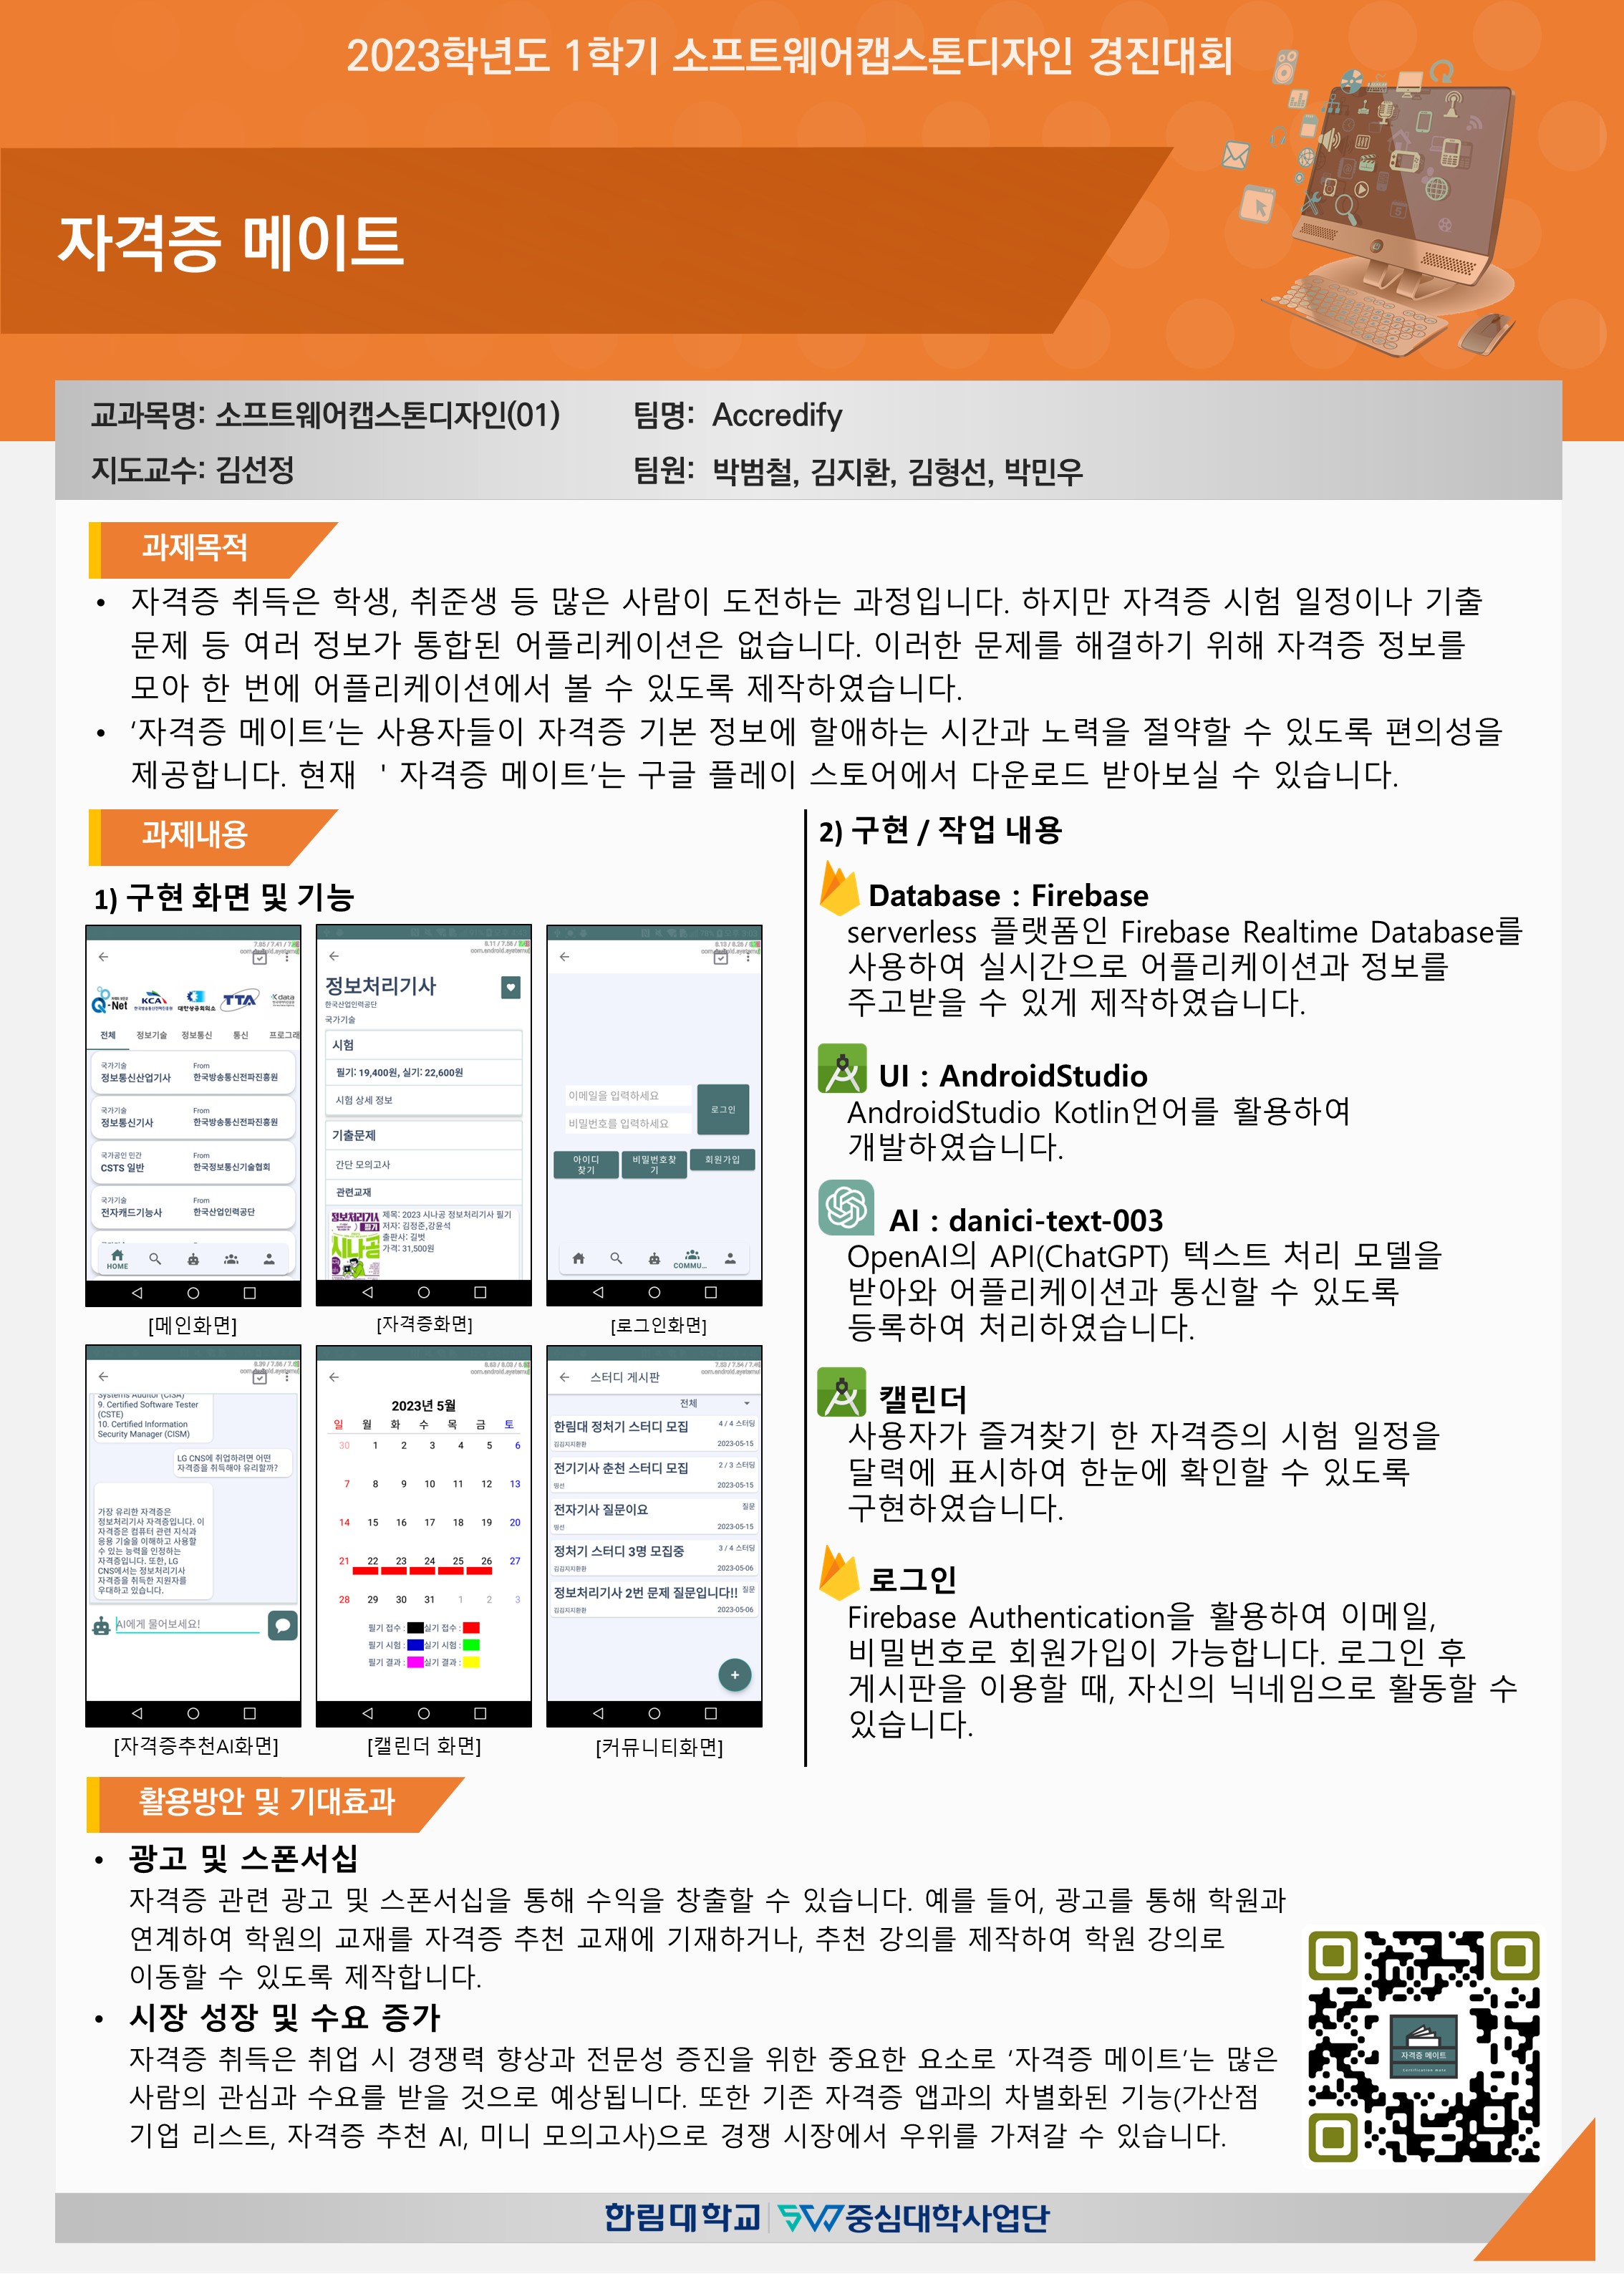 2023학년도 1학기 소프트웨어캡스톤디자인 경진대회
자격증 메이트
교과목명: 소프트웨어캡스톤디자인(01)
팀명: Accredify
지도교수: 김선정
팀원: 박범철, 김지환, 김형선, 박민우
과제목적
• 자격증 취득은 학생, 취준생 등 많은 사람이 도전하는 과정입니다. 하지만 자격증 시험 일정이나 기출
문제 등 여러 정보가 통합된 어플리케이션은 없습니다. 이러한 문제를 해결하기 위해 자격증 정보를
모아 한 번에 어플리케이션에서 볼 수 있도록 제작하였습니다.
• ‘자격증 메이트’는 사용자들이 자격증 기본 정보에 할애하는 시간과 노력을 절약할 수 있도록 편의성을
제공합니다. 현재 ' 자격증 메이트’는 구글 플레이 스토어에서 다운로드 받아보실 수 있습니다.
과제내용
1) 구현 화면 및 기능
Q-Net
KCA
대한상공회의소
TTA
Kdata
전체 정보기술 정보통신 통신 프로그래
국가기술 From
정보통신산업기사 한국방송통신전파진흥원
국가기술 From
정보통신기사 한국방송통신전파진흥원
국가공인 민간 From
CSTS 일반 한국정보통신기술협회
국가기술 From
전자캐드기능사 한국산업인력공단
HOME
[메인화면]
정보처리기사
한국산업인력공단
국가기술
시험
필기: 19,400원, 실기: 22,600원
시험 상세 정보
기출문제
간단 모의고사
관련교재
정보처리기사
필기
시나공
제목: 2023 시나공 정보처리기사 필기
저자: 김정준,강윤석
출판사: 길벗
가격: 31,500원
[자격증화면]
이메일을 입력하세요
비밀번호를 입력하세요
로그인
아이디
찾기
비밀번호찾
기
회원가입
COMMU...
[로그인화면]
Systems Auditor (CISA)
9. Certified Software Tester
(CSTE)
10. Certified Information
Security Manager (CISM)
LG CNS에 취업하려면 어떤
자격증을 취득해야 유리할까?
가장 유리한 자격증은
정보처리기사 자격증입니다. 이
자격증은 컴퓨터 관련 지식과
응용 기술을 이해하고 사용할
수 있는 능력을 인정하는
자격증입니다. 또한, LG
CNS에서는 정보처리기사
자격증을 취득한 지원자를
우대하고 있습니다.
AI에게 물어보세요!
[자격증추천AI화면]
2023년 5월
일 월 화 수 목 금 토
30 1 2 3 4 5 6
7 8 9 10 11 12 13
14 15 16 17 18 19 20
21 22 23 24 25 26 27
28 29 30 31 1 2 3
필기 접수 : 실기 접수 :
필기 시험 : 실기 시험 :
필기 결과 : 실기 결과 :
[캘린더 화면]
스터디 게시판
전체
한림대 정처기 스터디 모집 4 / 4 스터딩
김김지지환환 2023-05-15
전기기사 춘천 스터디 모집 2 / 3 스터딩
2023-05-15
전자기사 질문이요 질문
2023-05-15
정처기 스터디 3명 모집중 3 / 4 스터딩
김김지지환환 2023-05-06
정보처리기사 2번 문제 질문입니다!! 질문
김김지지환환 2023-05-06
+
[커뮤니티화면]
2) 구현 / 작업 내용
Database : Firebase
serverless 플랫폼인 Firebase Realtime Database를
사용하여 실시간으로 어플리케이션과 정보를
주고받을 수 있게 제작하였습니다.
UI : AndroidStudio
AndroidStudio Kotlin언어를 활용하여
개발하였습니다.
AI : danici-text-003
OpenAI의 API(ChatGPT) 텍스트 처리 모델을
받아와 어플리케이션과 통신할 수 있도록
등록하여 처리하였습니다.
캘린더
사용자가 즐겨찾기 한 자격증의 시험 일정을
달력에 표시하여 한눈에 확인할 수 있도록
구현하였습니다.
로그인
Firebase Authentication을 활용하여 이메일,
비밀번호로 회원가입이 가능합니다. 로그인 후
게시판을 이용할 때, 자신의 닉네임으로 활동할 수
있습니다.
활용방안 및 기대효과
• 광고 및 스폰서십
자격증 관련 광고 및 스폰서십을 통해 수익을 창출할 수 있습니다. 예를 들어, 광고를 통해 학원과
연계하여 학원의 교재를 자격증 추천 교재에 기재하거나, 추천 강의를 제작하여 학원 강의로
이동할 수 있도록 제작합니다.
• 시장 성장 및 수요 증가
자격증 취득은 취업 시 경쟁력 향상과 전문성 증진을 위한 중요한 요소로 ‘자격증 메이트’는 많은
사람의 관심과 수요를 받을 것으로 예상됩니다. 또한 기존 자격증 앱과의 차별화된 기능(가산점
기업 리스트, 자격증 추천 AI, 미니 모의고사)으로 경쟁 시장에서 우위를 가져갈 수 있습니다.
자격증 메이트
한림대학교 SW중심대학사업단